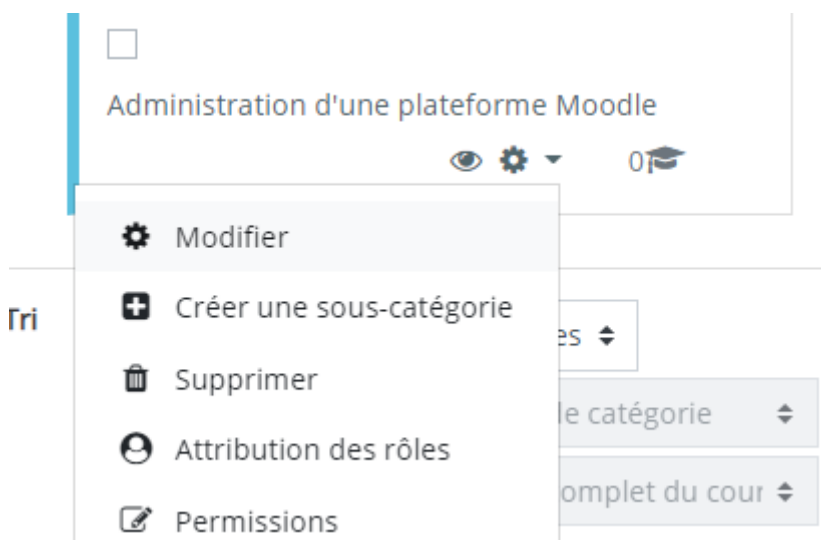 Administration d'une plateforme Moodle
0
Modifier
Créer une sous-catégorie
Tri
es
Supprimer
le catégorie
Attribution des rôles
omplet du cour
Permissions